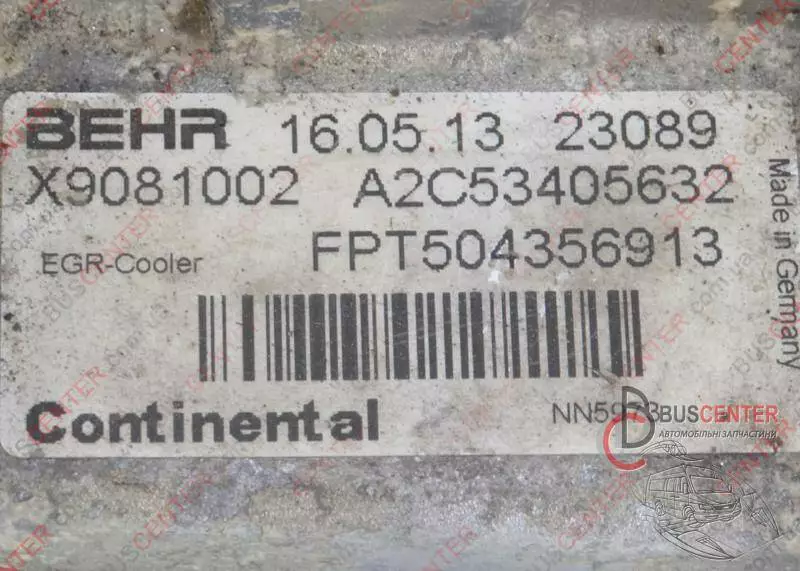 BEHR 16.05.13 23089
X9081002 A2C53405632
EGR-Cooler FPT504356913
Made in Germany
Continental
BUSCENTER
АВТОМОБІЛЬНІ ЗАПЧАСТИНИ